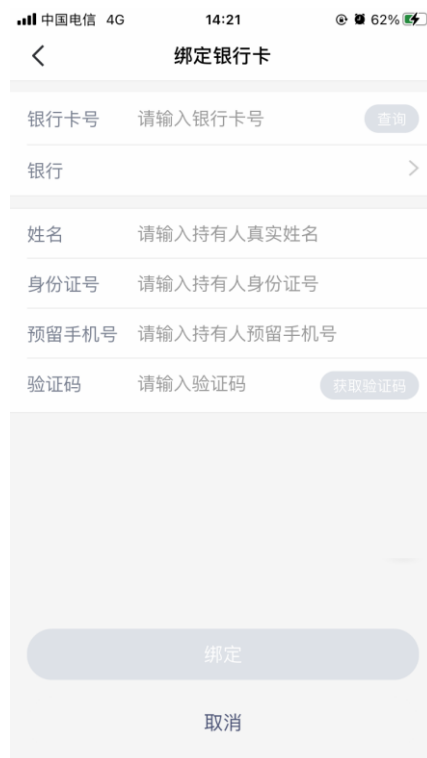 中国电信 4G 14:21 62%
绑定银行卡
银行卡号 请输入银行卡号 查询
银行
姓名 请输入持有人真实姓名
身份证号 请输入持有人身份证号
预留手机号 请输入持有人预留手机号
验证码 请输入验证码 获取验证码
绑定
取消